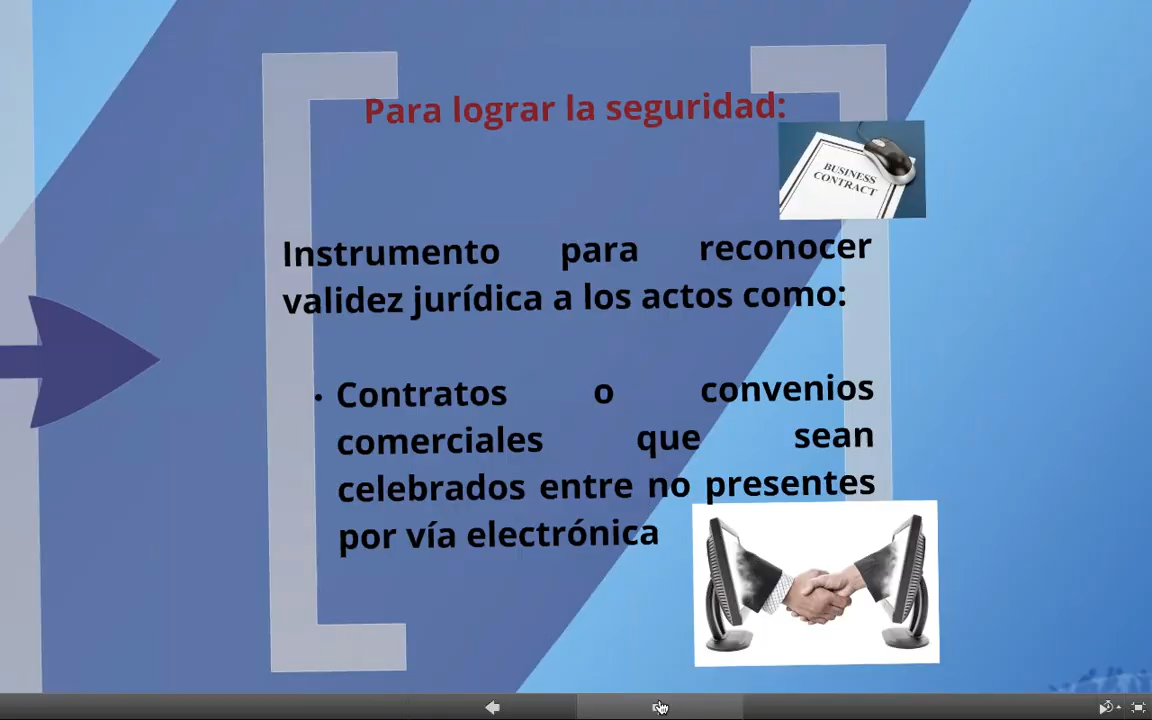 Para lograr la seguridad:
BUSINESS
CONTRACT
Instrumento para reconocer
validez jurídica a los actos como:
• Contratos o convenios
comerciales que sean
celebrados entre no presentes
por vía electrónica